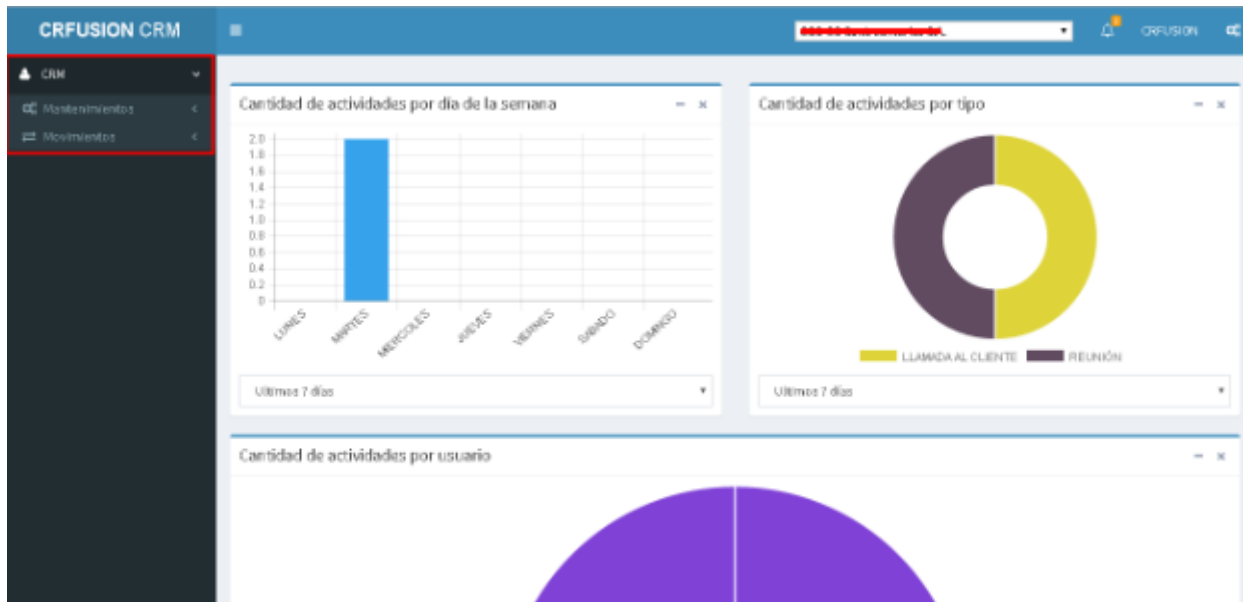 CRFUSION CRM
CRFUSION
CRM
Mantenimientos
Movimientos
Cantidad de actividades por día de la semana
2.0
1.8
1.6
1.4
1.2
1.0
0.8
0.6
0.4
0.2
0
LUNES
MARTES
MIERCOLES
JUEVES
VIERNES
SABADO
DOMINGO
Ultimos 7 días
Cantidad de actividades por tipo
LLAMADA AL CLIENTE
REUNIÓN
Ultimos 7 días
Cantidad de actividades por usuario